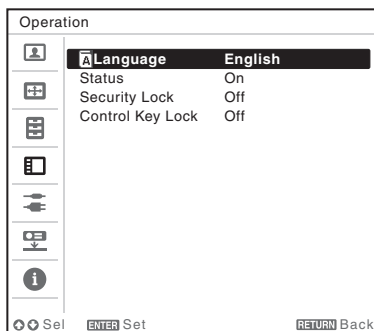 Operation
A Language English
Status On
Security Lock Off
Control Key Lock Off
Sel ENTER Set RETURN Back